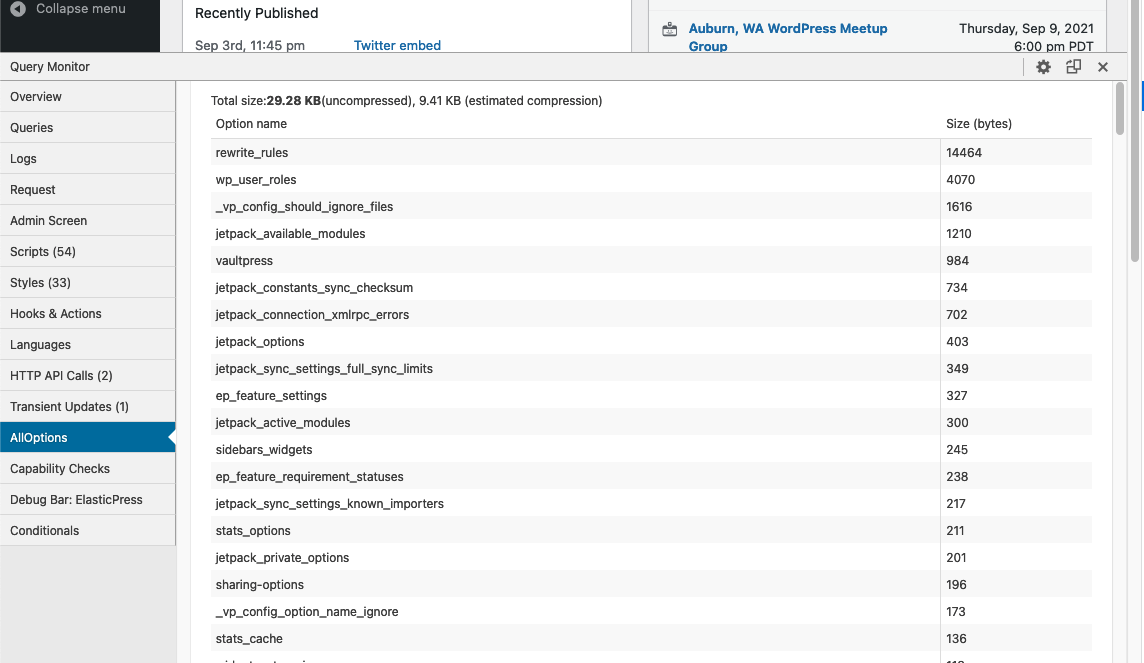 Collapse menu
Recently Published
Sep 3rd, 11:45 pm Twitter embed
Auburn, WA WordPress Meetup Group
Thursday, Sep 9, 2021
6:00 pm PDT
Query Monitor
Overview
Queries
Logs
Request
Admin Screen
Scripts (54)
Styles (33)
Hooks & Actions
Languages
HTTP API Calls (2)
Transient Updates (1)
AllOptions
Capability Checks
Debug Bar: ElasticPress
Conditionals
Total size:29.28 KB(uncompressed), 9.41 KB (estimated compression)
Option name Size (bytes)
rewrite_rules 14464
wp_user_roles 4070
_vp_config_should_ignore_files 1616
jetpack_available_modules 1210
vaultpress 984
jetpack_constants_sync_checksum 734
jetpack_connection_xmlrpc_errors 702
jetpack_options 403
jetpack_sync_settings_full_sync_limits 349
ep_feature_settings 327
jetpack_active_modules 300
sidebars_widgets 245
ep_feature_requirement_statuses 238
jetpack_sync_settings_known_importers 217
stats_options 211
jetpack_private_options 201
sharing-options 196
_vp_config_option_name_ignore 173
stats_cache 136